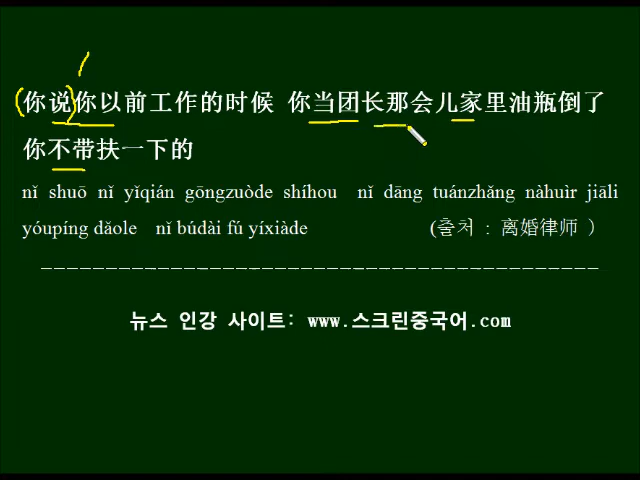 (你说)你以前工作的时候 你当团长那会儿家里油瓶倒了
你不带扶一下的
nǐ shuō nǐ yǐqián gōngzuòde shíhou nǐ dāng tuánzhǎng nàhuìr jiāli
yóupíng dǎole nǐ búdài fú yíxiàde (출처 : 离婚律师 )
뉴스 인강 사이트: www.스크린중국어.com